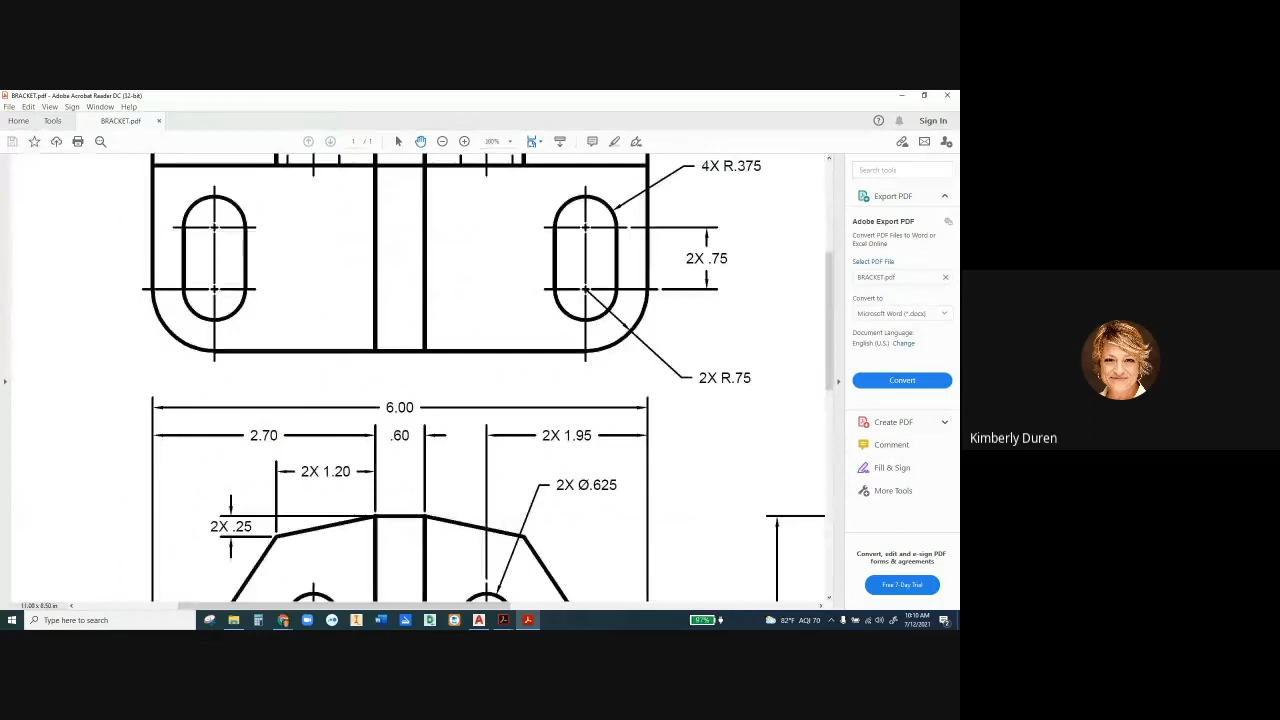 BRACKET.pdf - Adobe Acrobat Reader DC (32-bit)
File Edit View Sign Window Help
Home Tools BRACKET.pdf × Sign In
1 / 1 300%
4X R.375
2X .75
2X R.75
6.00
2.70 .60 2X 1.95
2X 1.20
2X Ø.625
2X .25
11.00 x 8.50 in
Search tools
Export PDF
Adobe Export PDF
Convert PDF Files to Word or
Excel Online
Select PDF File
BRACKET.pdf ×
Convert to
Microsoft Word (*.docx)
Document Language:
English (U.S.) Change
Convert
Create PDF
Comment
Fill & Sign
More Tools
Convert, edit and e-sign PDF
forms & agreements
Free 7-Day Trial
Type here to search
97%
82°F AQI 70
10:10 AM
7/12/2021
Kimberly Duren